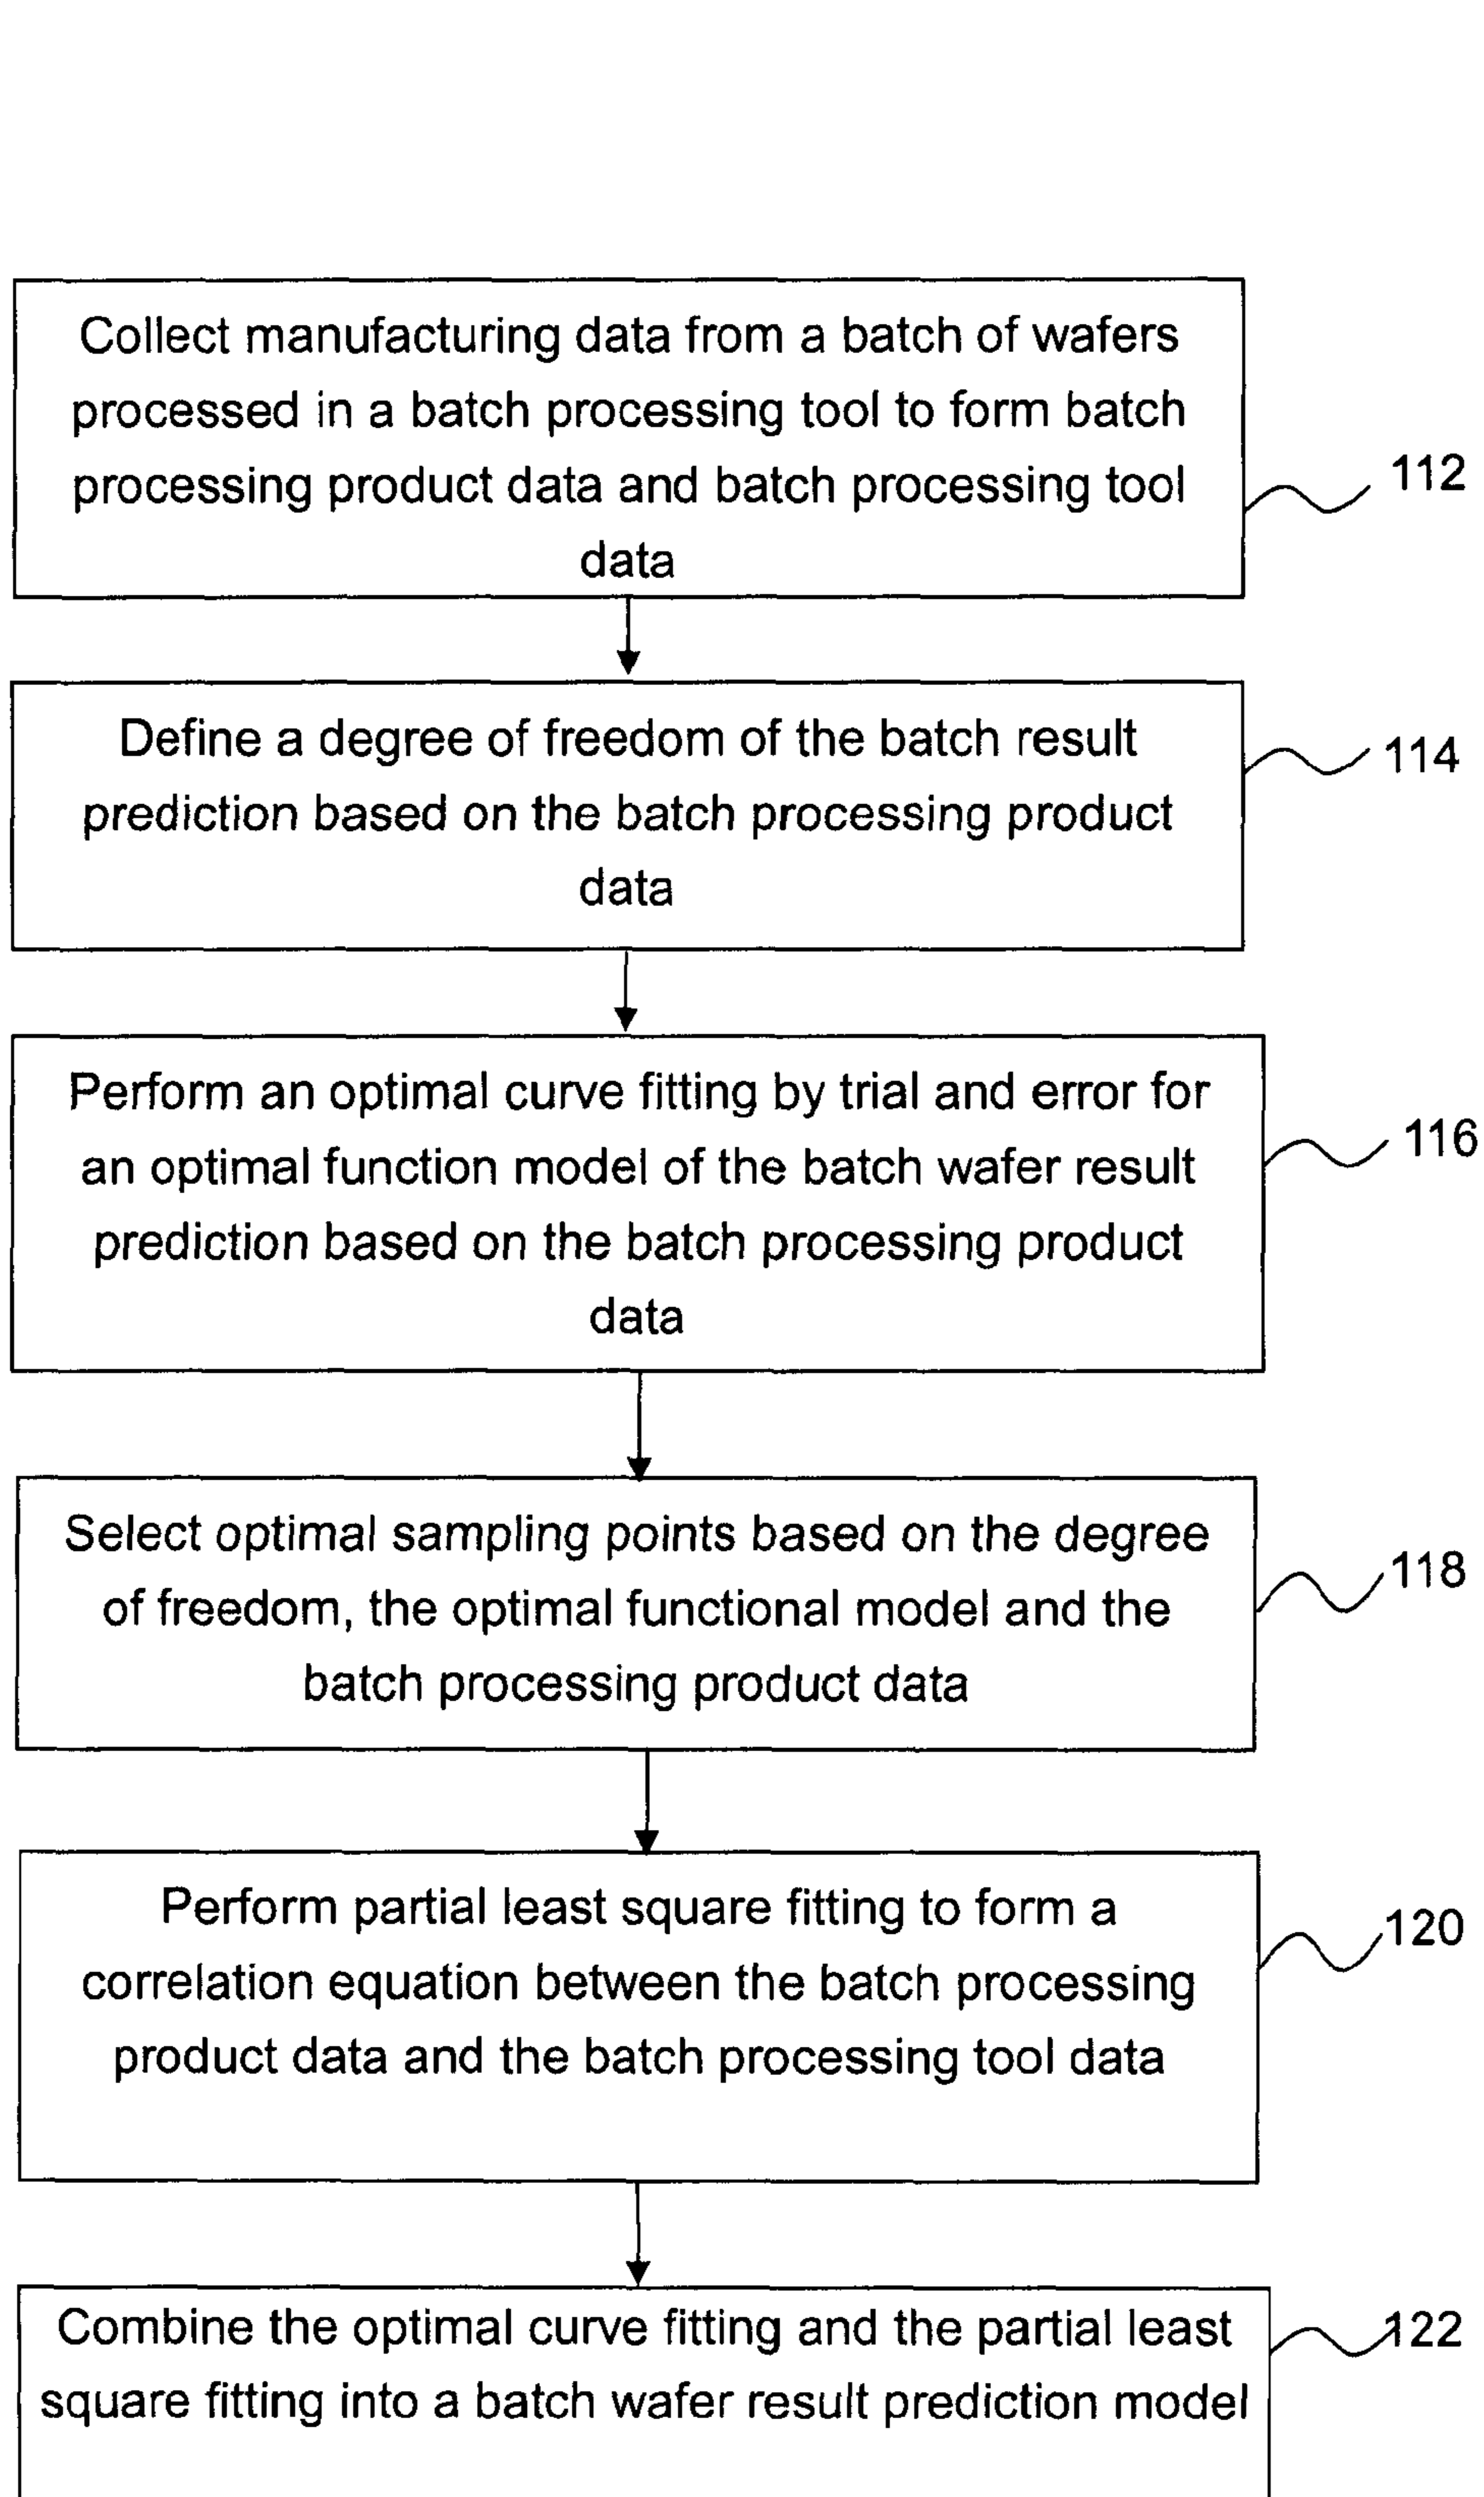 Collect manufacturing data from a batch of wafers
processed in a batch processing tool to form batch
processing product data and batch processing tool
data
112
Define a degree of freedom of the batch result
prediction based on the batch processing product
data
114
Perform an optimal curve fitting by trial and error for
an optimal function model of the batch wafer result
prediction based on the batch processing product
data
116
Select optimal sampling points based on the degree
of freedom, the optimal functional model and the
batch processing product data
118
Perform partial least square fitting to form a
correlation equation between the batch processing
product data and the batch processing tool data
120
Combine the optimal curve fitting and the partial least
square fitting into a batch wafer result prediction model
122